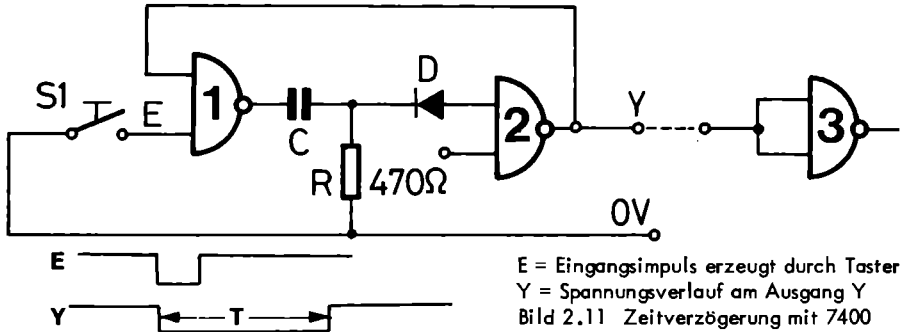 S1
E
1
C
R
470Ω
D
2
Y
3
0V
E
Y
T
E = Eingangsimpuls erzeugt durch Taster
Y = Spannungsverlauf am Ausgang Y
Bild 2.11 Zeitverzögerung mit 7400